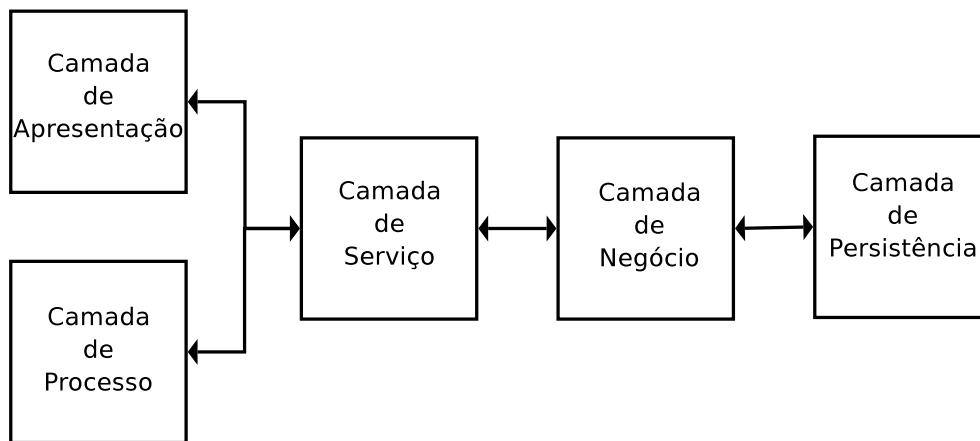 Camada
de
Apresentação
Camada
de
Processo
Camada
de
Serviço
Camada
de
Negócio
Camada
de
Persistência